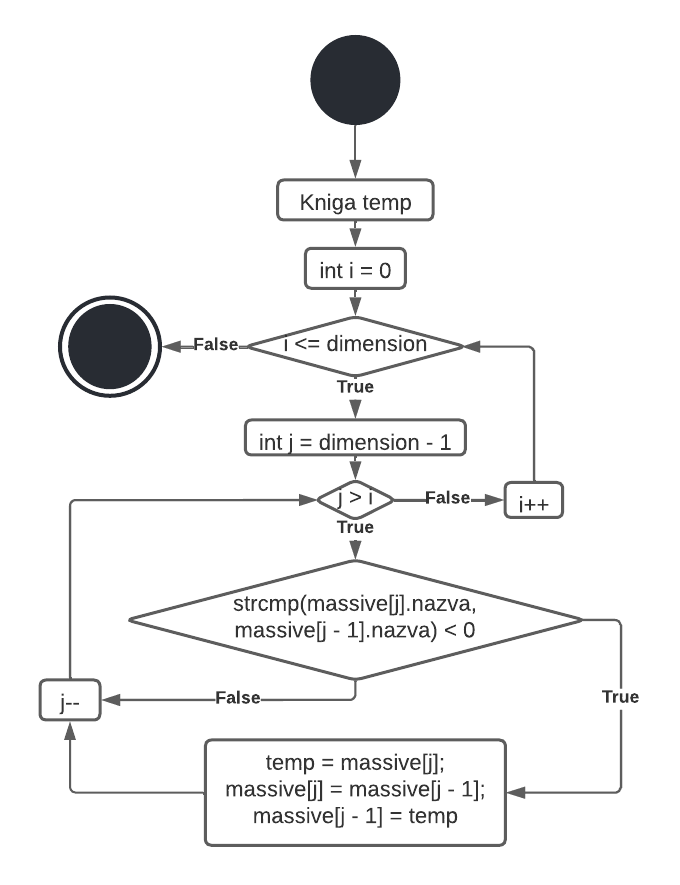 Kniga temp
int i = 0
i <= dimension
False
True
int j = dimension - 1
j > i
False
i++
True
strcmp(massive[j].nazva,
massive[j - 1].nazva) < 0
False
True
j--
temp = massive[j];
massive[j] = massive[j - 1];
massive[j - 1] = temp